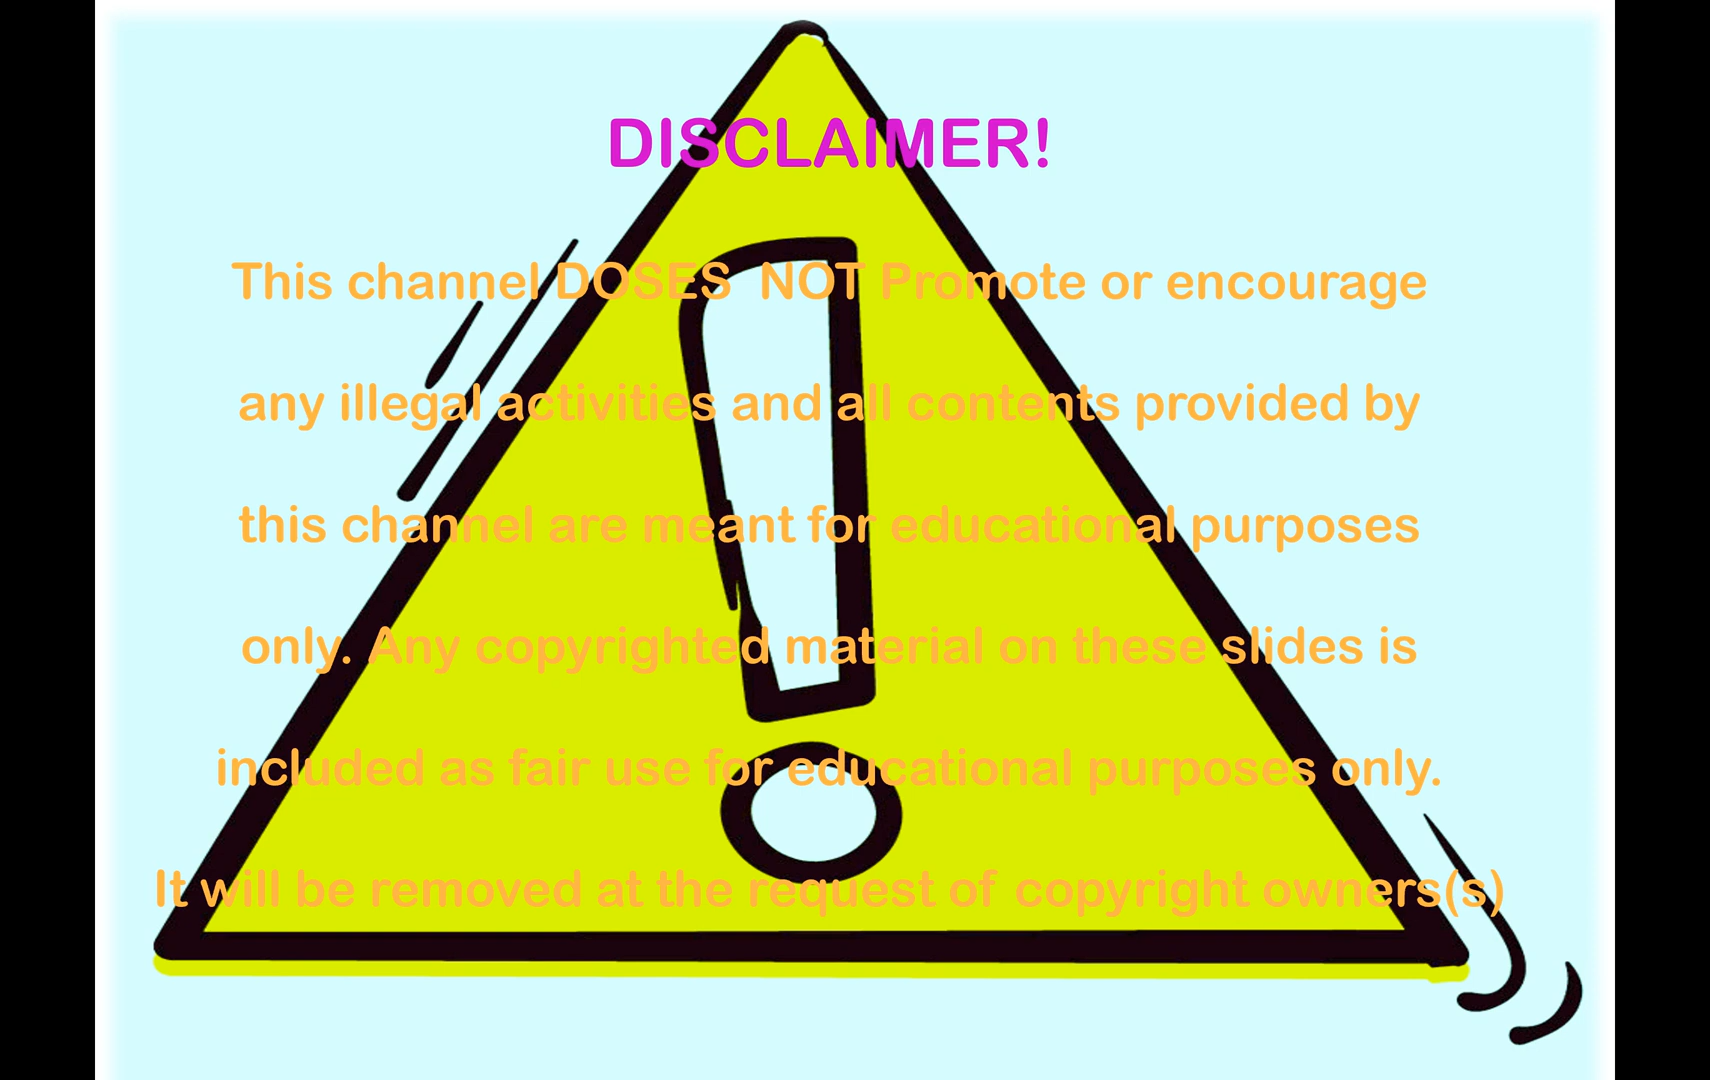 DISCLAIMER!
This channel DOSES NOT Promote or encourage
any illegal activities and all contents provided by
this channel are meant for educational purposes
only. Any copyrighted material on these slides is
included as fair use for educational purposes only.
It will be removed at the request of copyright owners(s)